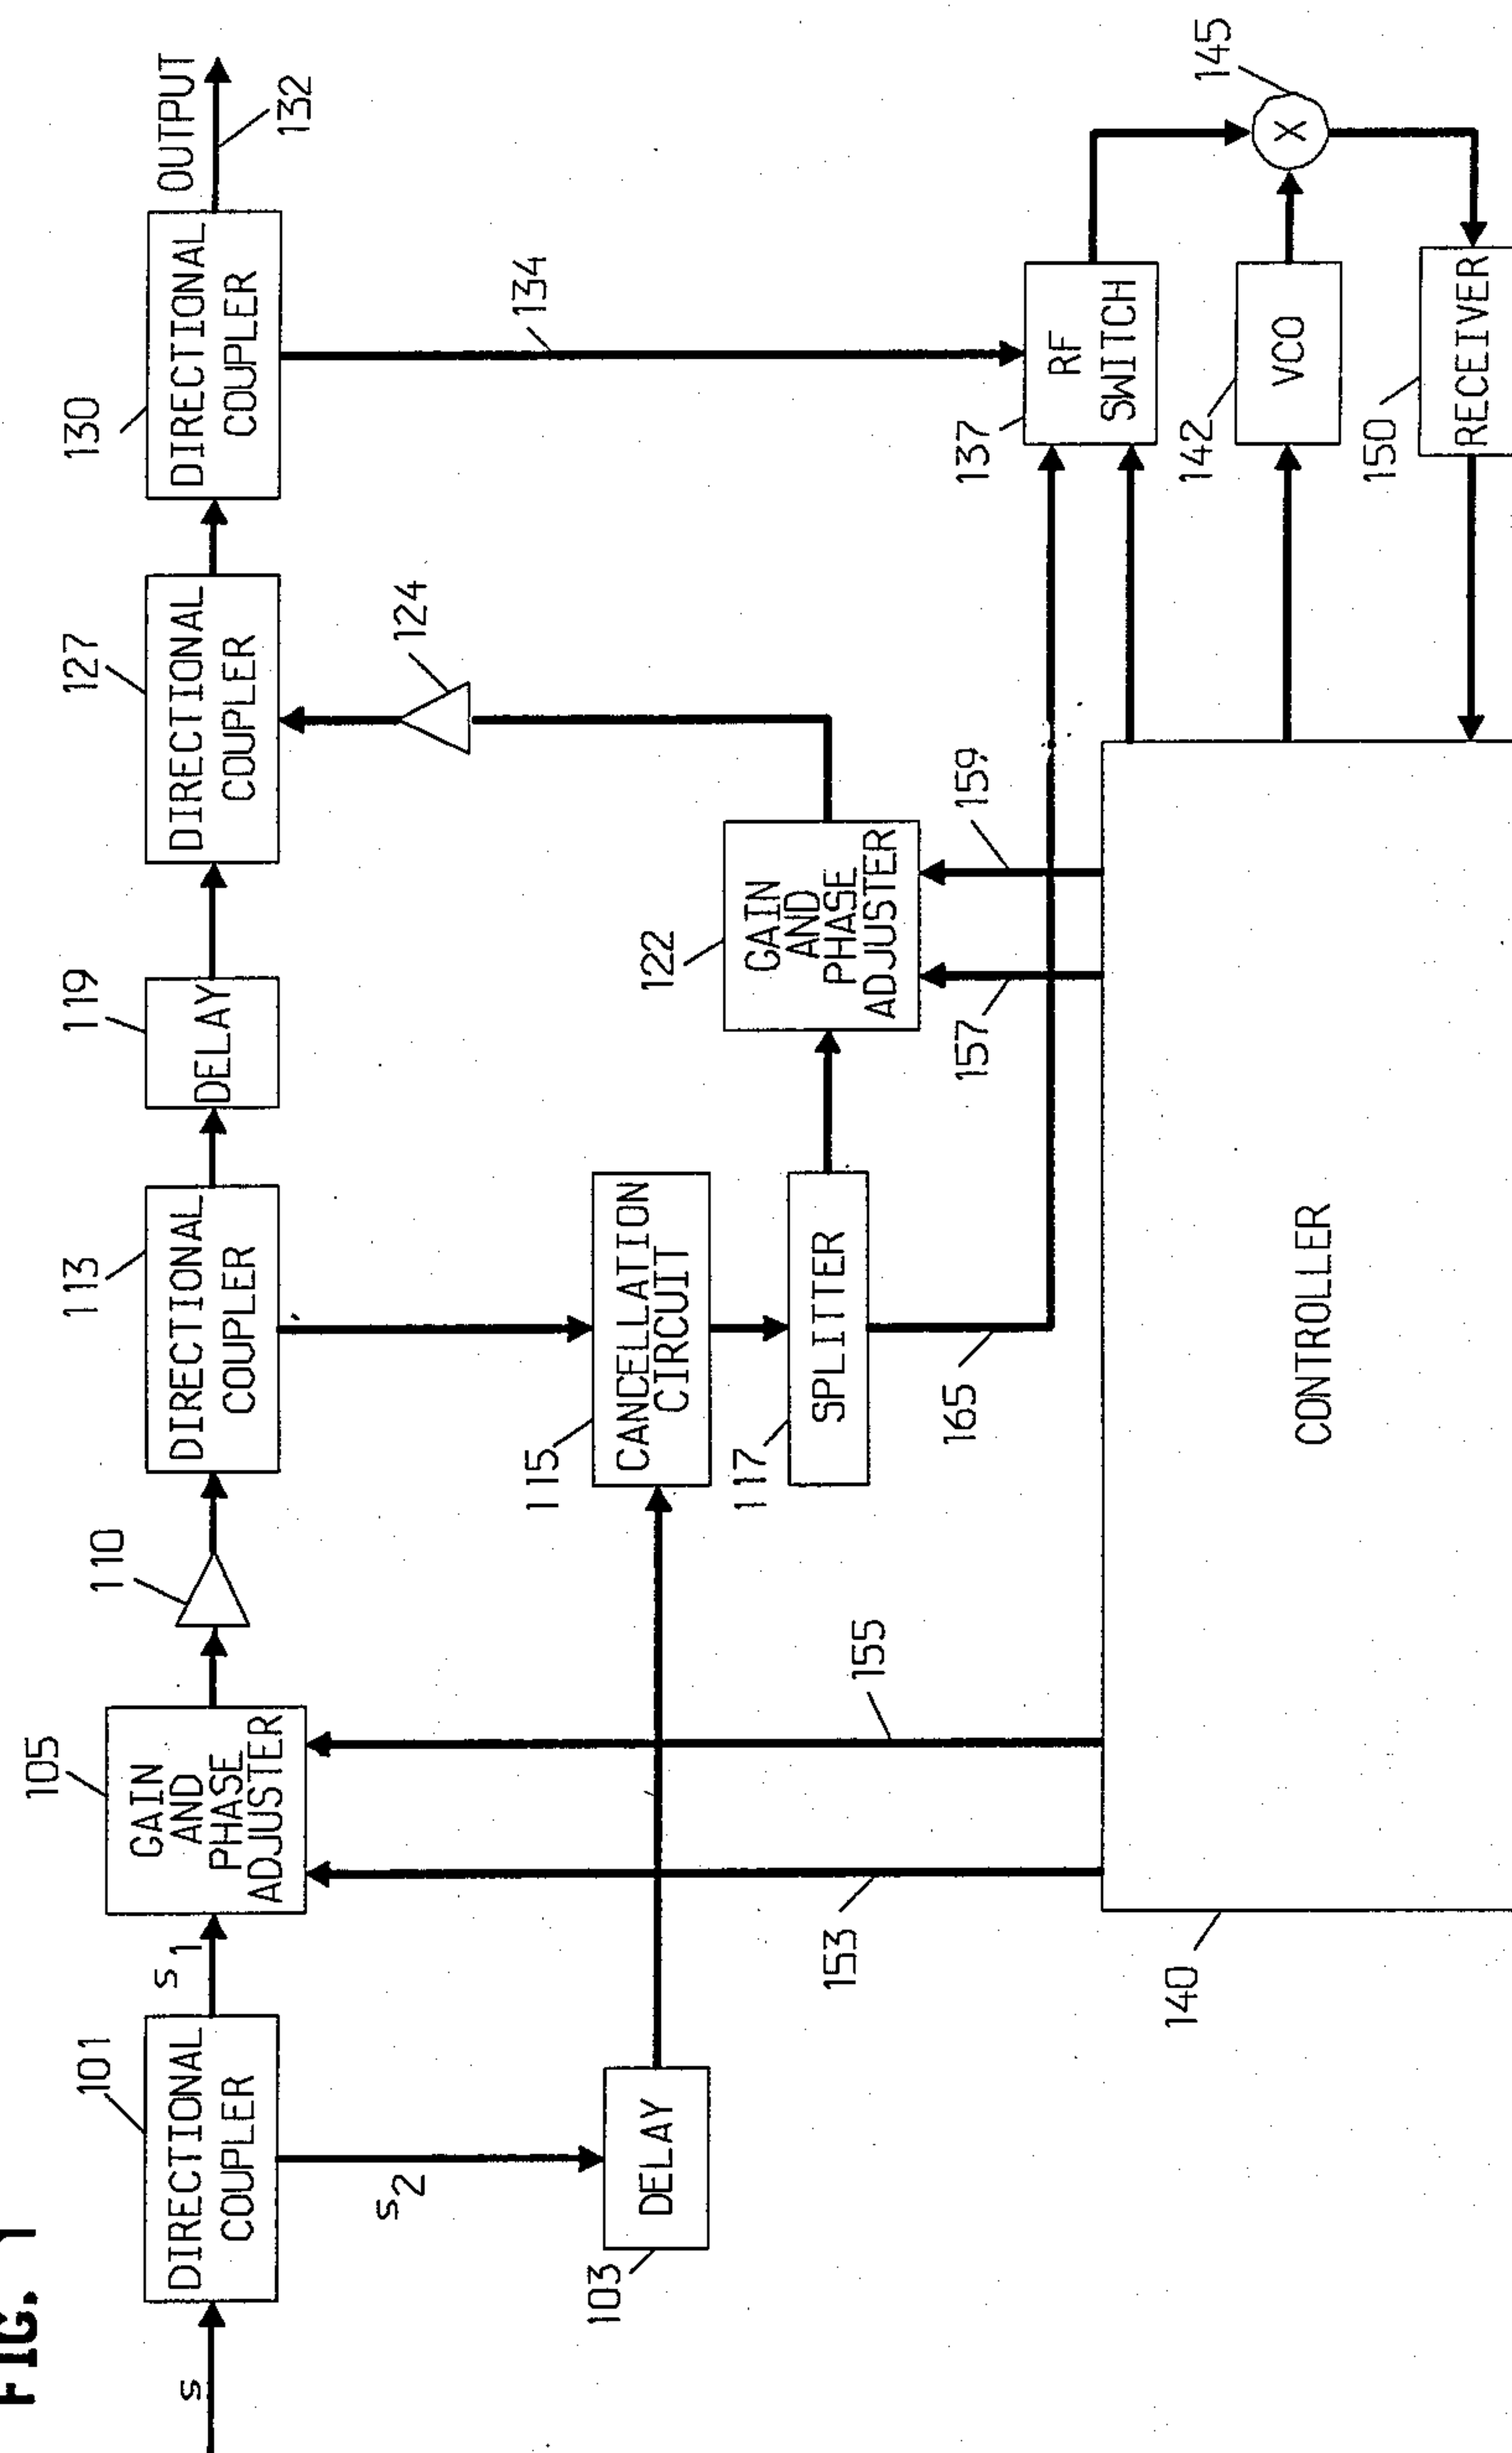 FIG. 1
S
DIRECTIONAL
COUPLER
101
S1
S2
DELAY
103
GAIN
AND
PHASE
ADJUSTER
105
110
DIRECTIONAL
COUPLER
113
DELAY
119
DIRECTIONAL
COUPLER
127
DIRECTIONAL
COUPLER
130
OUTPUT
132
134
124
CANCELLATION
CIRCUIT
115
SPLITTER
117
165
GAIN
AND
PHASE
ADJUSTER
122
157
159
153
155
RF
SWITCH
137
VCO
142
X
145
RECEIVER
150
CONTROLLER
140